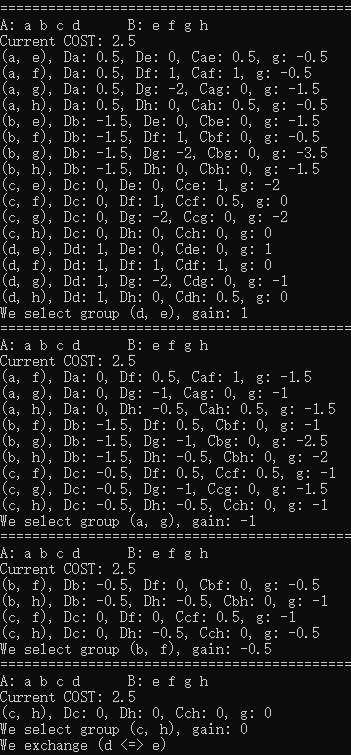 ==================================================
A: a b c d      B: e f g h
Current COST: 2.5
(a, e), Da: 0.5, De: 0, Cae: 0.5, g: -0.5
(a, f), Da: 0.5, Df: 1, Caf: 1, g: -0.5
(a, g), Da: 0.5, Dg: -2, Cag: 0, g: -1.5
(a, h), Da: 0.5, Dh: 0, Cah: 0.5, g: -0.5
(b, e), Db: -1.5, De: 0, Cbe: 0, g: -1.5
(b, f), Db: -1.5, Df: 1, Cbf: 0, g: -0.5
(b, g), Db: -1.5, Dg: -2, Cbg: 0, g: -3.5
(b, h), Db: -1.5, Dh: 0, Cbh: 0, g: -1.5
(c, e), Dc: 0, De: 0, Cce: 1, g: -2
(c, f), Dc: 0, Df: 1, Ccf: 0.5, g: 0
(c, g), Dc: 0, Dg: -2, Ccg: 0, g: -2
(c, h), Dc: 0, Dh: 0, Cch: 0, g: 0
(d, e), Dd: 1, De: 0, Cde: 0, g: 1
(d, f), Dd: 1, Df: 1, Cdf: 1, g: 0
(d, g), Dd: 1, Dg: -2, Cdg: 0, g: -1
(d, h), Dd: 1, Dh: 0, Cdh: 0.5, g: 0
We select group (d, e), gain: 1
==================================================
A: a b c d      B: e f g h
Current COST: 2.5
(a, f), Da: 0, Df: 0.5, Caf: 1, g: -1.5
(a, g), Da: 0, Dg: -1, Cag: 0, g: -1
(a, h), Da: 0, Dh: -0.5, Cah: 0.5, g: -1.5
(b, f), Db: -1.5, Df: 0.5, Cbf: 0, g: -1
(b, g), Db: -1.5, Dg: -1, Cbg: 0, g: -2.5
(b, h), Db: -1.5, Dh: -0.5, Cbh: 0, g: -2
(c, f), Dc: -0.5, Df: 0.5, Ccf: 0.5, g: -1
(c, g), Dc: -0.5, Dg: -1, Ccg: 0, g: -1.5
(c, h), Dc: -0.5, Dh: -0.5, Cch: 0, g: -1
We select group (a, g), gain: -1
==================================================
A: a b c d      B: e f g h
Current COST: 2.5
(b, f), Db: -0.5, Df: 0, Cbf: 0, g: -0.5
(b, h), Db: -0.5, Dh: -0.5, Cbh: 0, g: -1
(c, f), Dc: 0, Df: 0, Ccf: 0.5, g: -1
(c, h), Dc: 0, Dh: -0.5, Cch: 0, g: -0.5
We select group (b, f), gain: -0.5
==================================================
A: a b c d      B: e f g h
Current COST: 2.5
(c, h), Dc: 0, Dh: 0, Cch: 0, g: 0
We select group (c, h), gain: 0
We exchange (d <=> e)